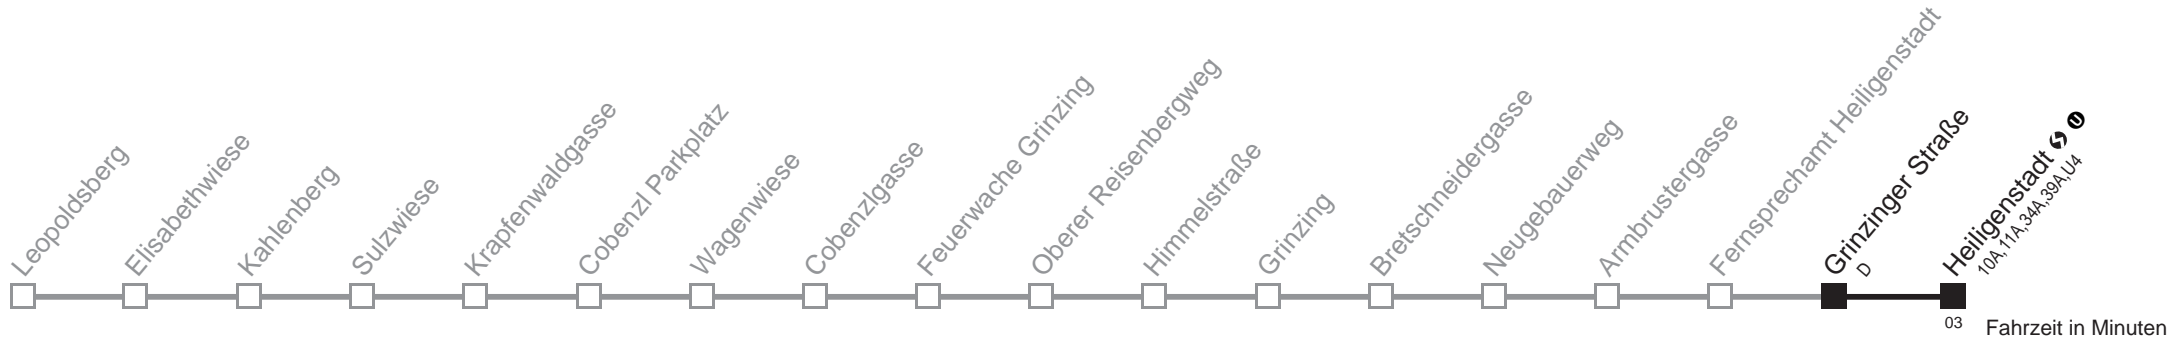 Leopoldsberg
Elisabethwiese
Kahlenberg
Sulzwiese
Krapfenwaldgasse
Cobenzl Parkplatz
Wagenwiese
Cobenzlgasse
Feuerwache Grinzing
Oberer Reisenbergweg
Himmelstraße
Grinzing
Bretschneidergasse
Neugebauerweg
Armbrustergasse
Fernsprechamt Heiligenstadt
Grinzinger Straße
D
Heiligenstadt S U
10A,11A,34A,39A,U4
03
Fahrzeit in Minuten